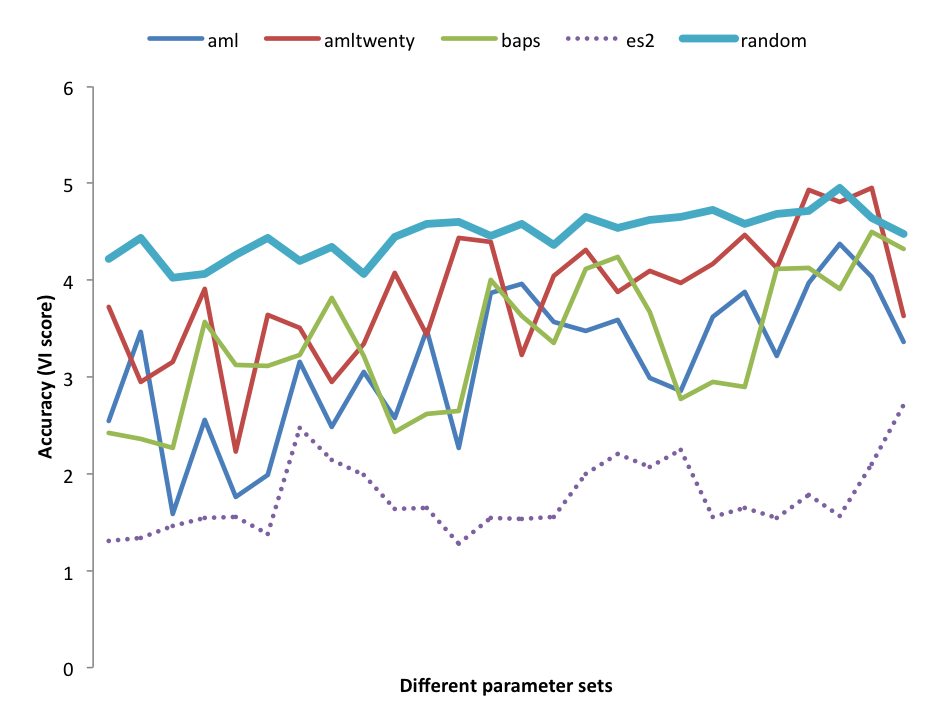 aml amltwenty baps es2 random
6
5
4
3
2
1
0
Accuracy (VI score)
Different parameter sets